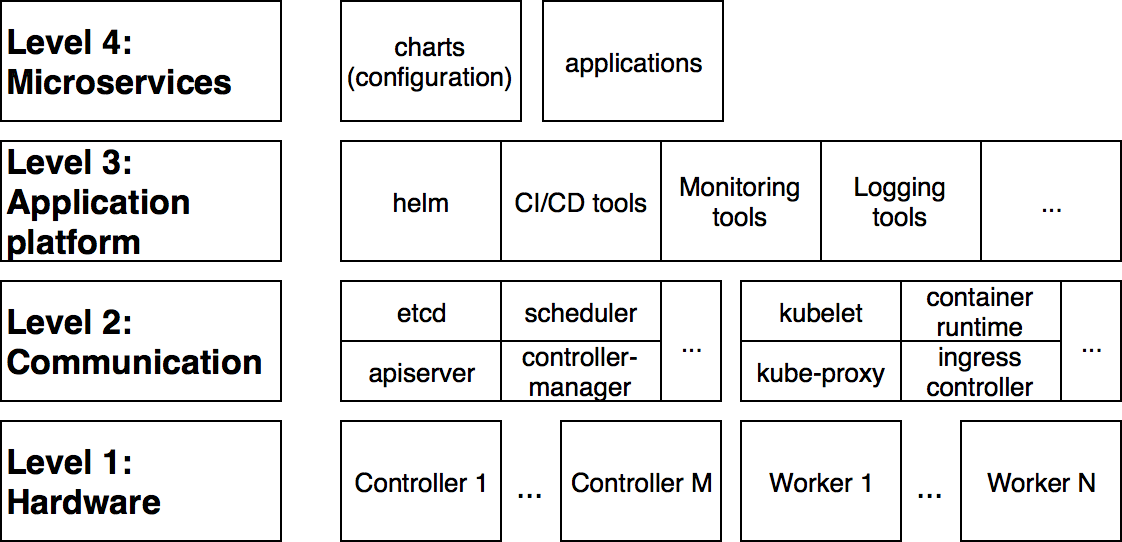 Level 4:
Microservices
charts
(configuration)
applications
Level 3:
Application
platform
helm
CI/CD tools
Monitoring
tools
Logging
tools
...
Level 2:
Communication
etcd
scheduler
apiserver
controller-
manager
...
kubelet
container
runtime
kube-proxy
ingress
controller
...
Level 1:
Hardware
Controller 1
...
Controller M
Worker 1
...
Worker N